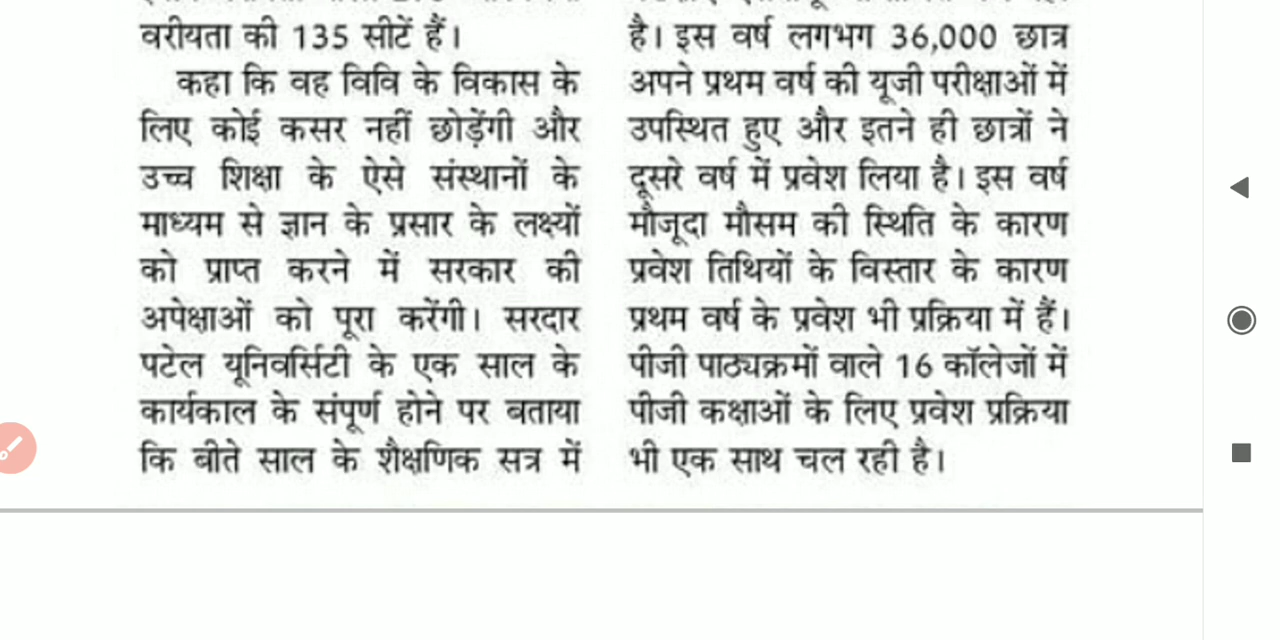 वरीयता की 135 सीटें हैं।
कहा कि वह विवि के विकास के
लिए कोई कसर नहीं छोड़ेंगी और
उच्च शिक्षा के ऐसे संस्थानों के
माध्यम से ज्ञान के प्रसार के लक्ष्यों
को प्राप्त करने में सरकार की
अपेक्षाओं को पूरा करेंगी। सरदार
पटेल यूनिवर्सिटी के एक साल के
कार्यकाल के संपूर्ण होने पर बताया
कि बीते साल के शैक्षणिक सत्र में
है। इस वर्ष लगभग 36,000 छात्र
अपने प्रथम वर्ष की यूजी परीक्षाओं में
उपस्थित हुए और इतने ही छात्रों ने
दूसरे वर्ष में प्रवेश लिया है। इस वर्ष
मौजूदा मौसम की स्थिति के कारण
प्रवेश तिथियों के विस्तार के कारण
प्रथम वर्ष के प्रवेश भी प्रक्रिया में हैं।
पीजी पाठ्यक्रमों वाले 16 कॉलेजों में
पीजी कक्षाओं के लिए प्रवेश प्रक्रिया
भी एक साथ चल रही है।